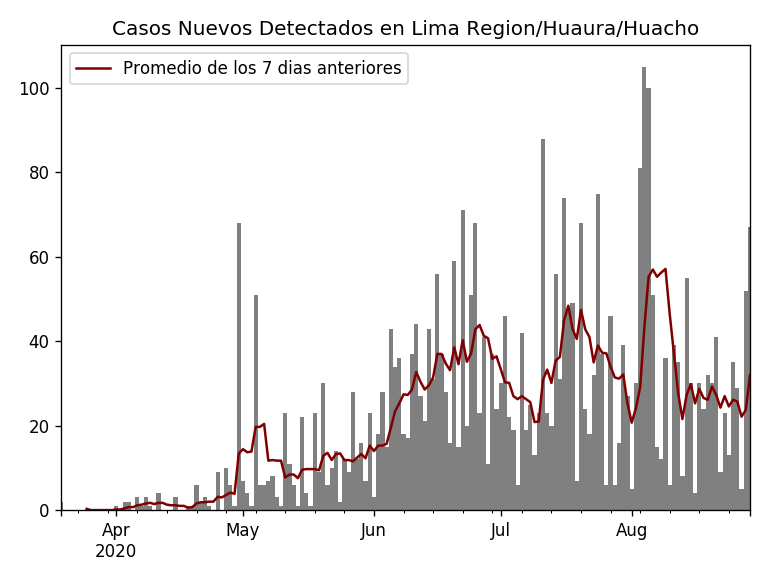 Casos Nuevos Detectados en Lima Region/Huaura/Huacho
Promedio de los 7 dias anteriores
100
80
60
40
20
0
Apr
2020
May
Jun
Jul
Aug